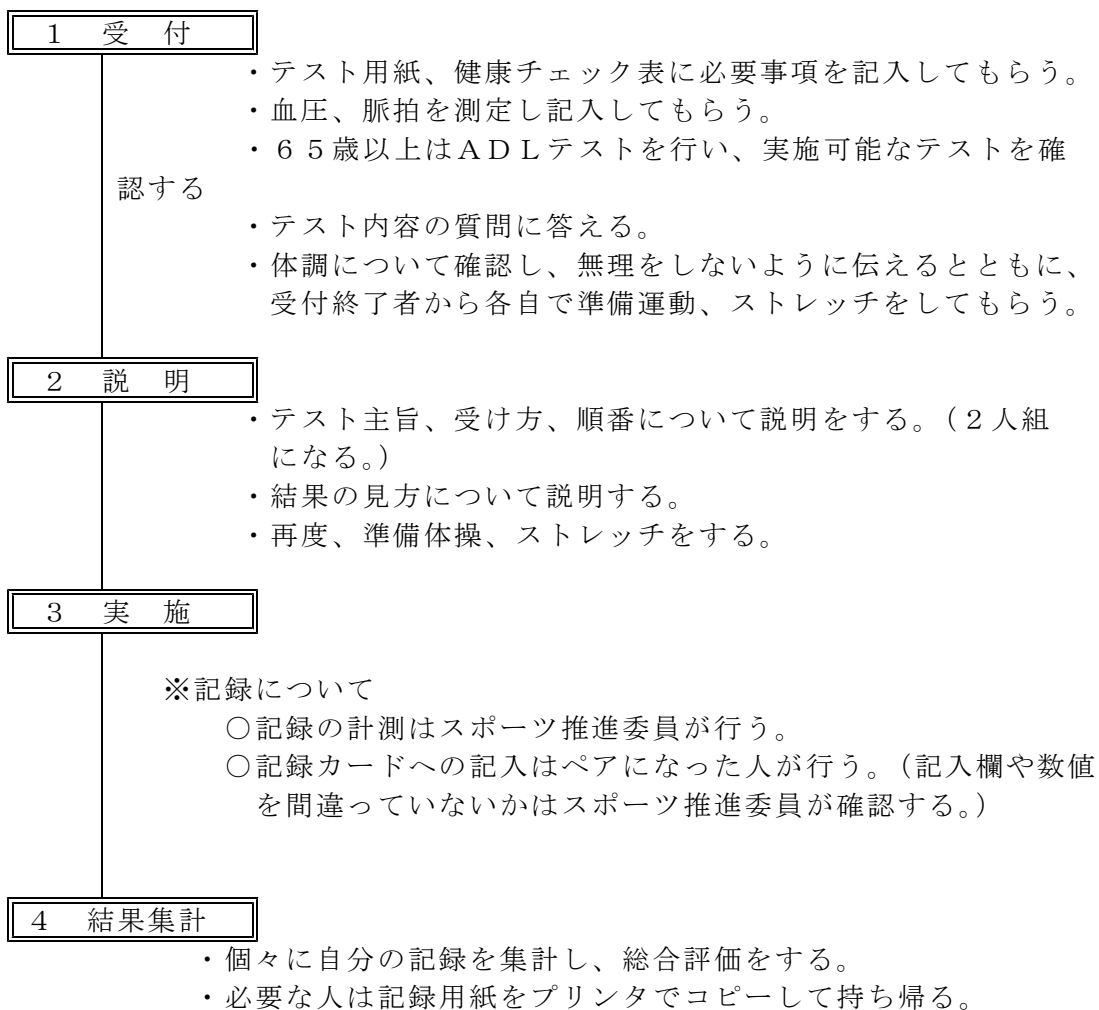 １　受　付
・テスト用紙、健康チェック表に必要事項を記入してもらう。
・血圧、脈拍を測定し記入してもらう。
・６５歳以上はＡＤＬテストを行い、実施可能なテストを確
認する
・テスト内容の質問に答える。
・体調について確認し、無理をしないように伝えるとともに、
受付終了者から各自で準備運動、ストレッチをしてもらう。
２　説　明
・テスト主旨、受け方、順番について説明をする。（２人組
になる。）
・結果の見方について説明する。
・再度、準備体操、ストレッチをする。
３　実　施
※記録について
○記録の計測はスポーツ推進委員が行う。
○記録カードへの記入はペアになった人が行う。（記入欄や数値
を間違っていないかはスポーツ推進委員が確認する。）
４　結果集計
・個々に自分の記録を集計し、総合評価をする。
・必要な人は記録用紙をプリンタでコピーして持ち帰る。